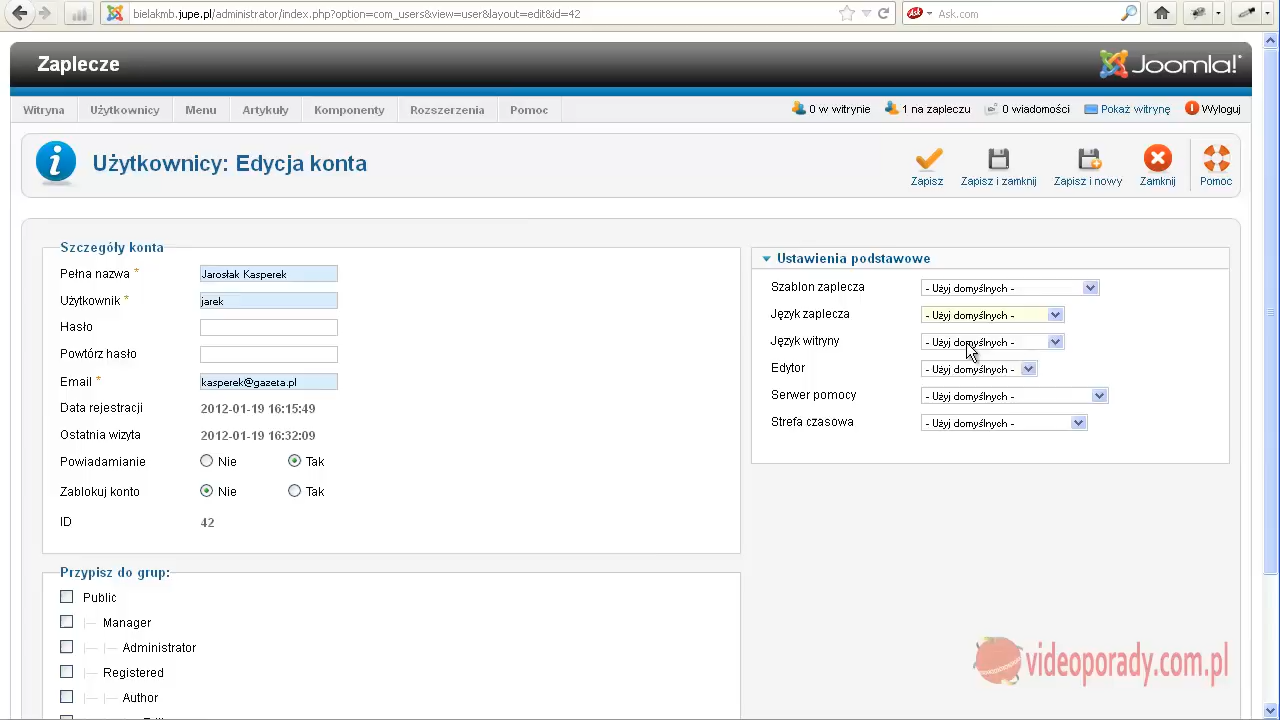 bielakmb.jupe.pl/administrator/index.php?option=com_users&view=user&layout=edit&id=42
Ask.com
Zaplecze
Joomla!
Witryna Użytkownicy Menu Artykuły Komponenty Rozszerzenia Pomoc 0 w witrynie 1 na zapleczu 0 wiadomości Pokaż witrynę Wyloguj
Użytkownicy: Edycja konta
Zapisz Zapisz i zamknij Zapisz i nowy Zamknij Pomoc
Szczegóły konta
Pełna nazwa * Jarosłak Kasperek
Użytkownik * jarek
Hasło
Powtórz hasło
Email * kasperek@gazeta.pl
Data rejestracji 2012-01-19 16:15:49
Ostatnia wizyta 2012-01-19 16:32:09
Powiadamianie Nie Tak
Zablokuj konto Nie Tak
ID 42
Ustawienia podstawowe
Szablon zaplecza - Użyj domyślnych -
Język zaplecza - Użyj domyślnych -
Język witryny - Użyj domyślnych -
Edytor - Użyj domyślnych -
Serwer pomocy - Użyj domyślnych -
Strefa czasowa - Użyj domyślnych -
Przypisz do grup:
Public
Manager
Administrator
Registered
Author
videoporady.com.pl